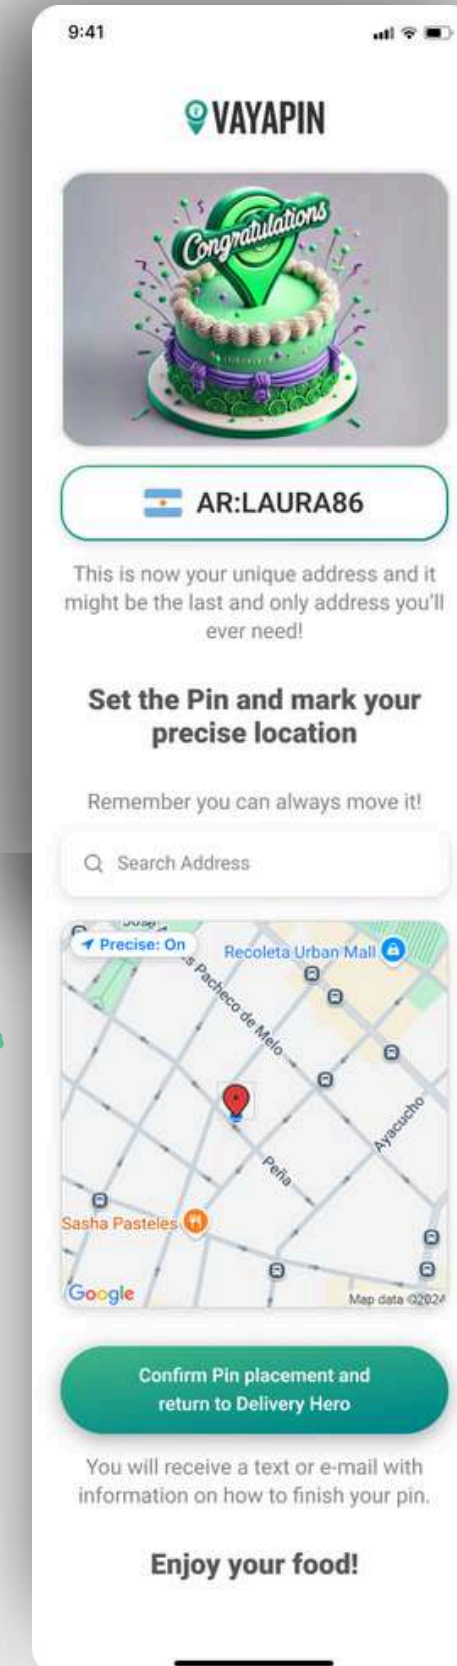 9:41
VAYAPIN
Congratulations
AR:LAURA86
This is now your unique address and it
might be the last and only address you'll
ever need!
Set the Pin and mark your
precise location
Remember you can always move it!
Search Address
Precise: On
Recoleta Urban Mall
Pacheco de Melo
Ayacucho
Peña
Sasha Pasteles
Google
Map data ©2024
Confirm Pin placement and
return to Delivery Hero
You will receive a text or e-mail with
information on how to finish your pin.
Enjoy your food!